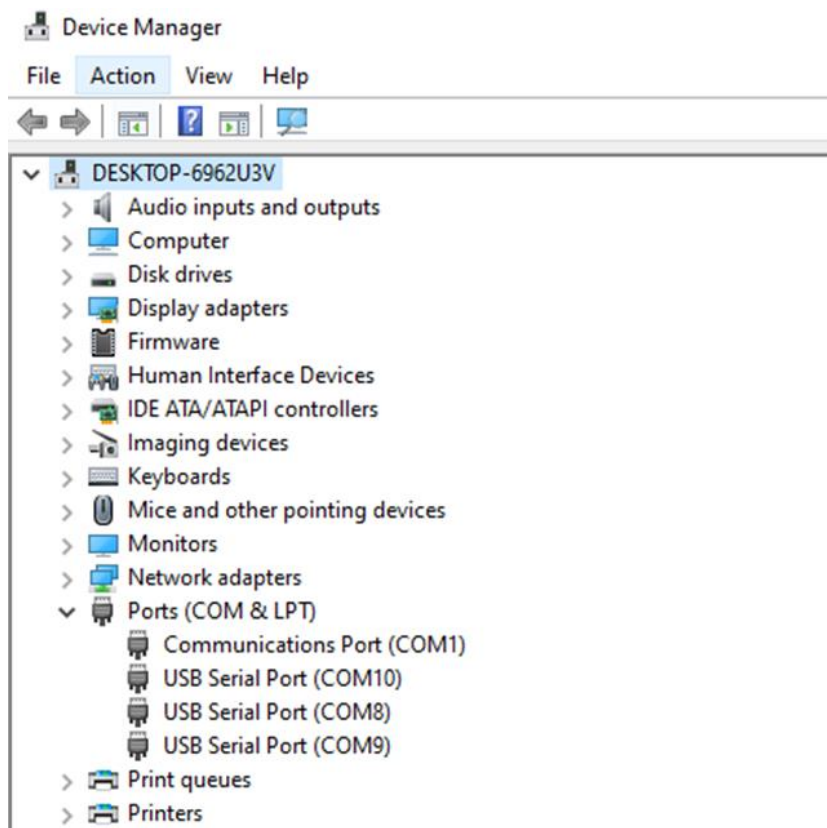 Device Manager
File Action View Help
DESKTOP-6962U3V
Audio inputs and outputs
Computer
Disk drives
Display adapters
Firmware
Human Interface Devices
IDE ATA/ATAPI controllers
Imaging devices
Keyboards
Mice and other pointing devices
Monitors
Network adapters
Ports (COM & LPT)
Communications Port (COM1)
USB Serial Port (COM10)
USB Serial Port (COM8)
USB Serial Port (COM9)
Print queues
Printers